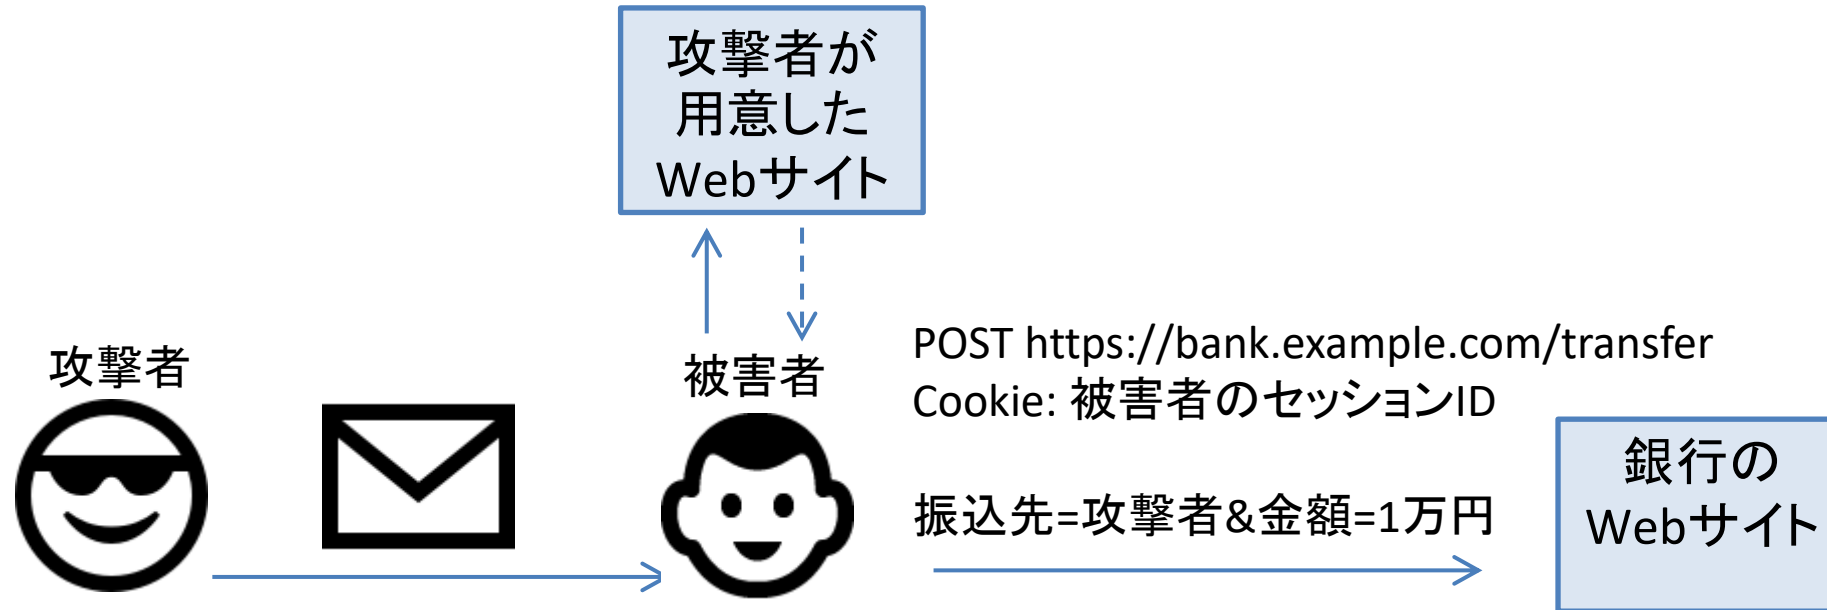 攻撃者が
用意した
Webサイト
攻撃者
被害者
POST https://bank.example.com/transfer
Cookie: 被害者のセッションID
振込先=攻撃者&金額=1万円
銀行の
Webサイト